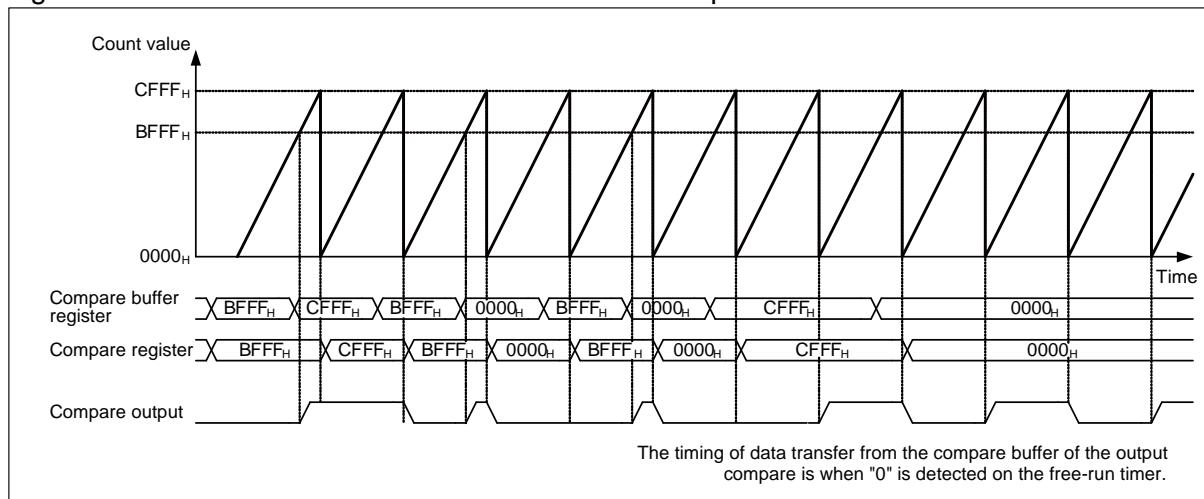 Count value
CFFFH
BFFFH
0000H
Time
Compare buffer
register
BFFFH CFFFH BFFFH 0000H BFFFH 0000H CFFFH 0000H
Compare register
BFFFH CFFFH BFFFH 0000H BFFFH 0000H CFFFH 0000H
Compare output
The timing of data transfer from the compare buffer of the output
compare is when "0" is detected on the free-run timer.